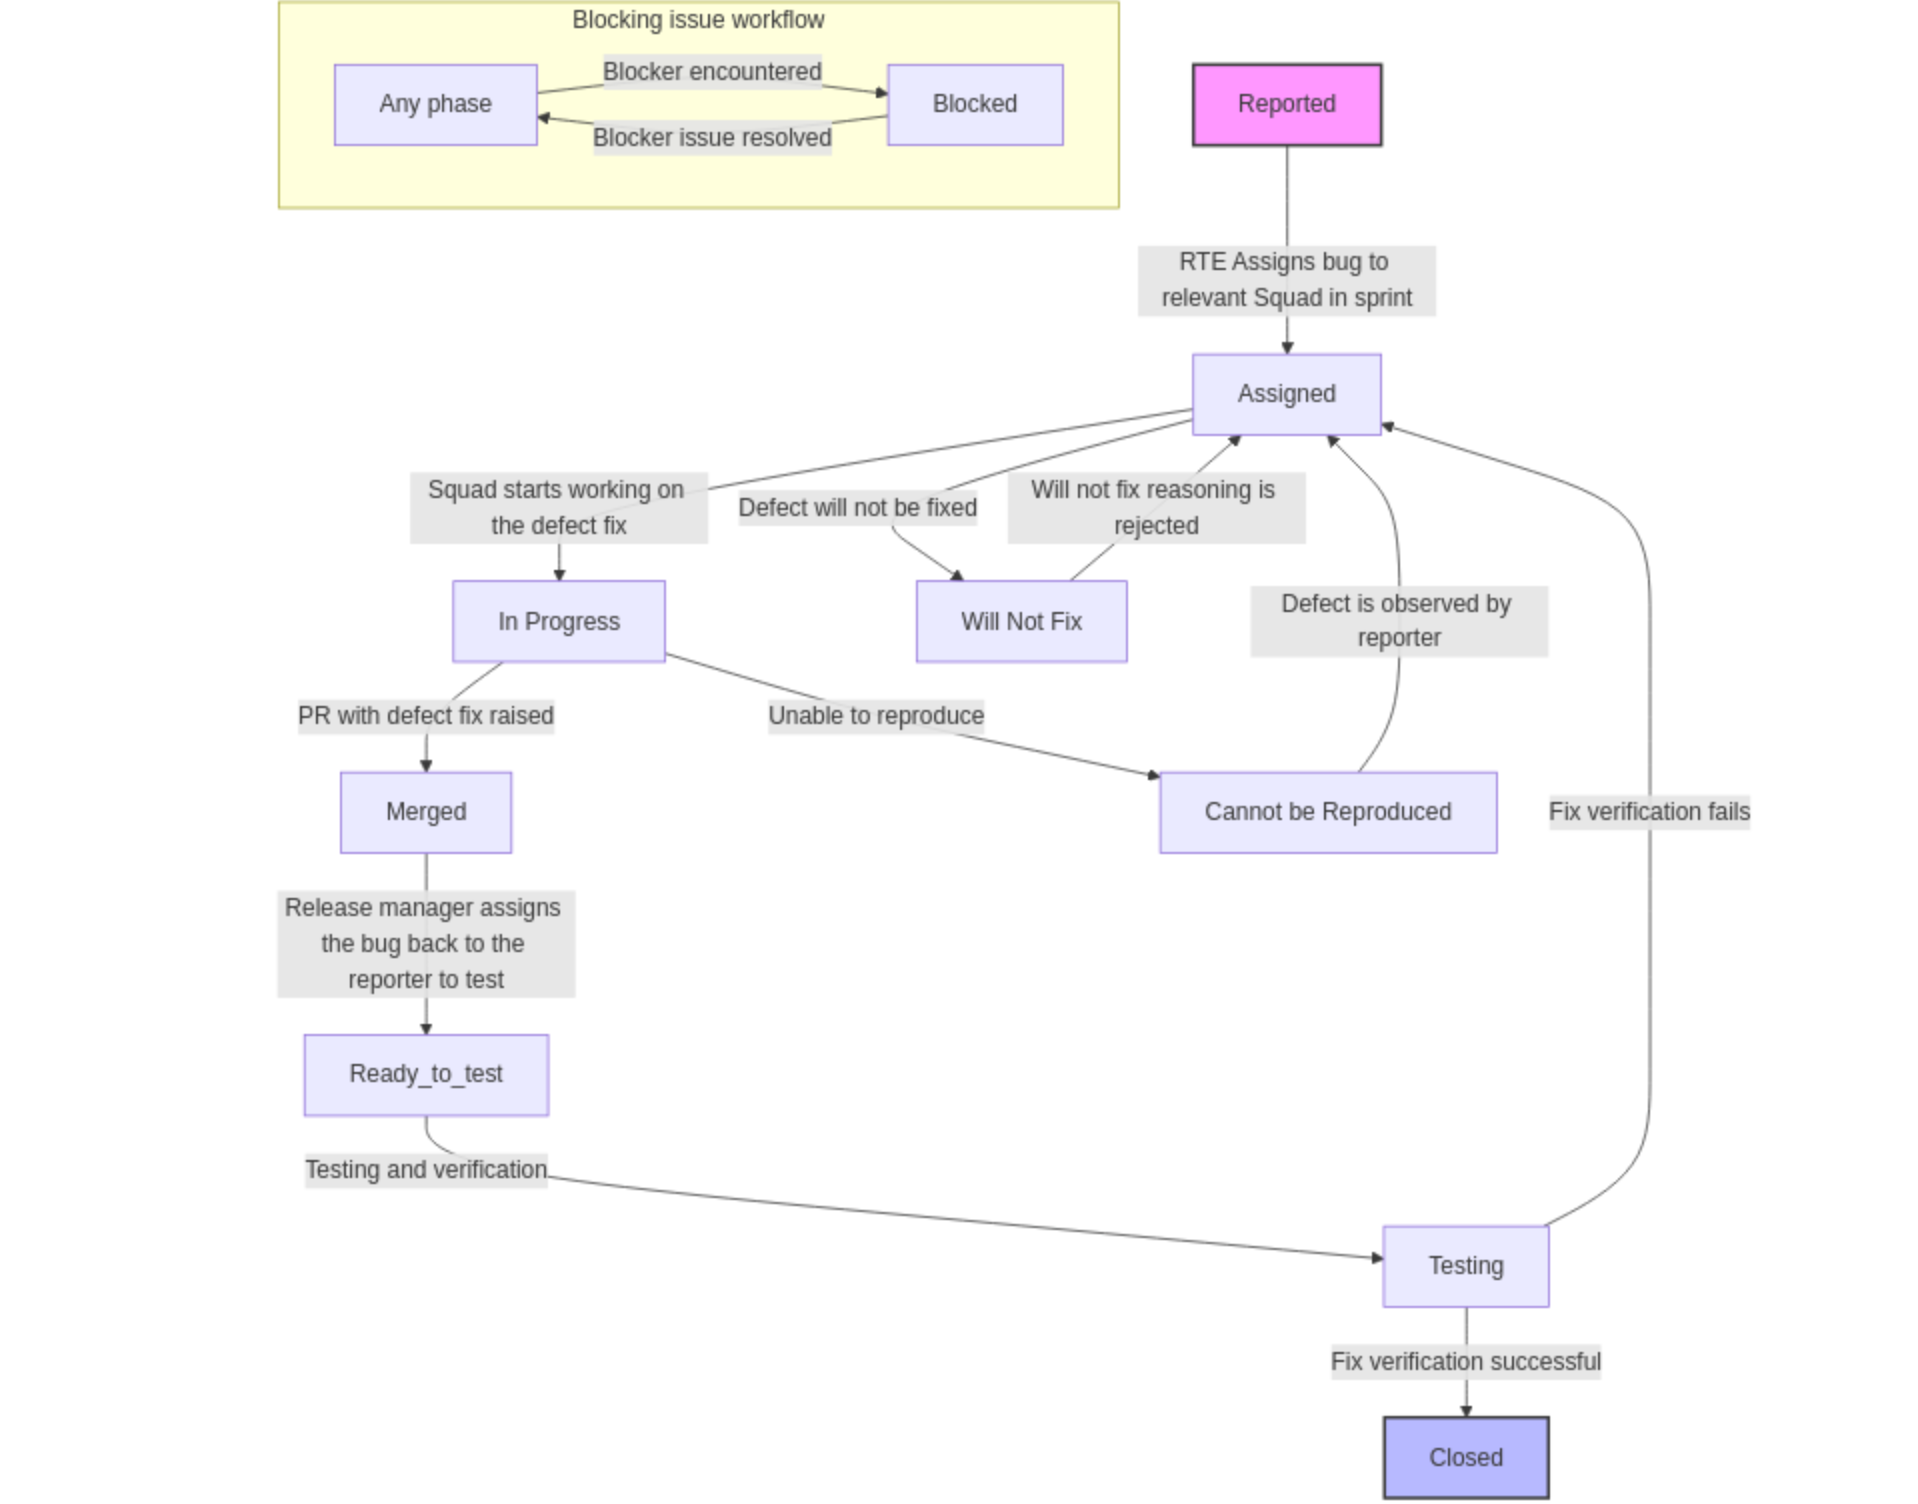 Blocking issue workflow
Blocker encountered
Any phase
Blocked
Blocker issue resolved
Reported
RTE Assigns bug to
relevant Squad in sprint
Assigned
Squad starts working on
the defect fix
Defect will not be fixed
Will not fix reasoning is
rejected
In Progress
Will Not Fix
Defect is observed by
reporter
PR with defect fix raised
Unable to reproduce
Merged
Cannot be Reproduced
Fix verification fails
Release manager assigns
the bug back to the
reporter to test
Ready_to_test
Testing and verification
Testing
Fix verification successful
Closed